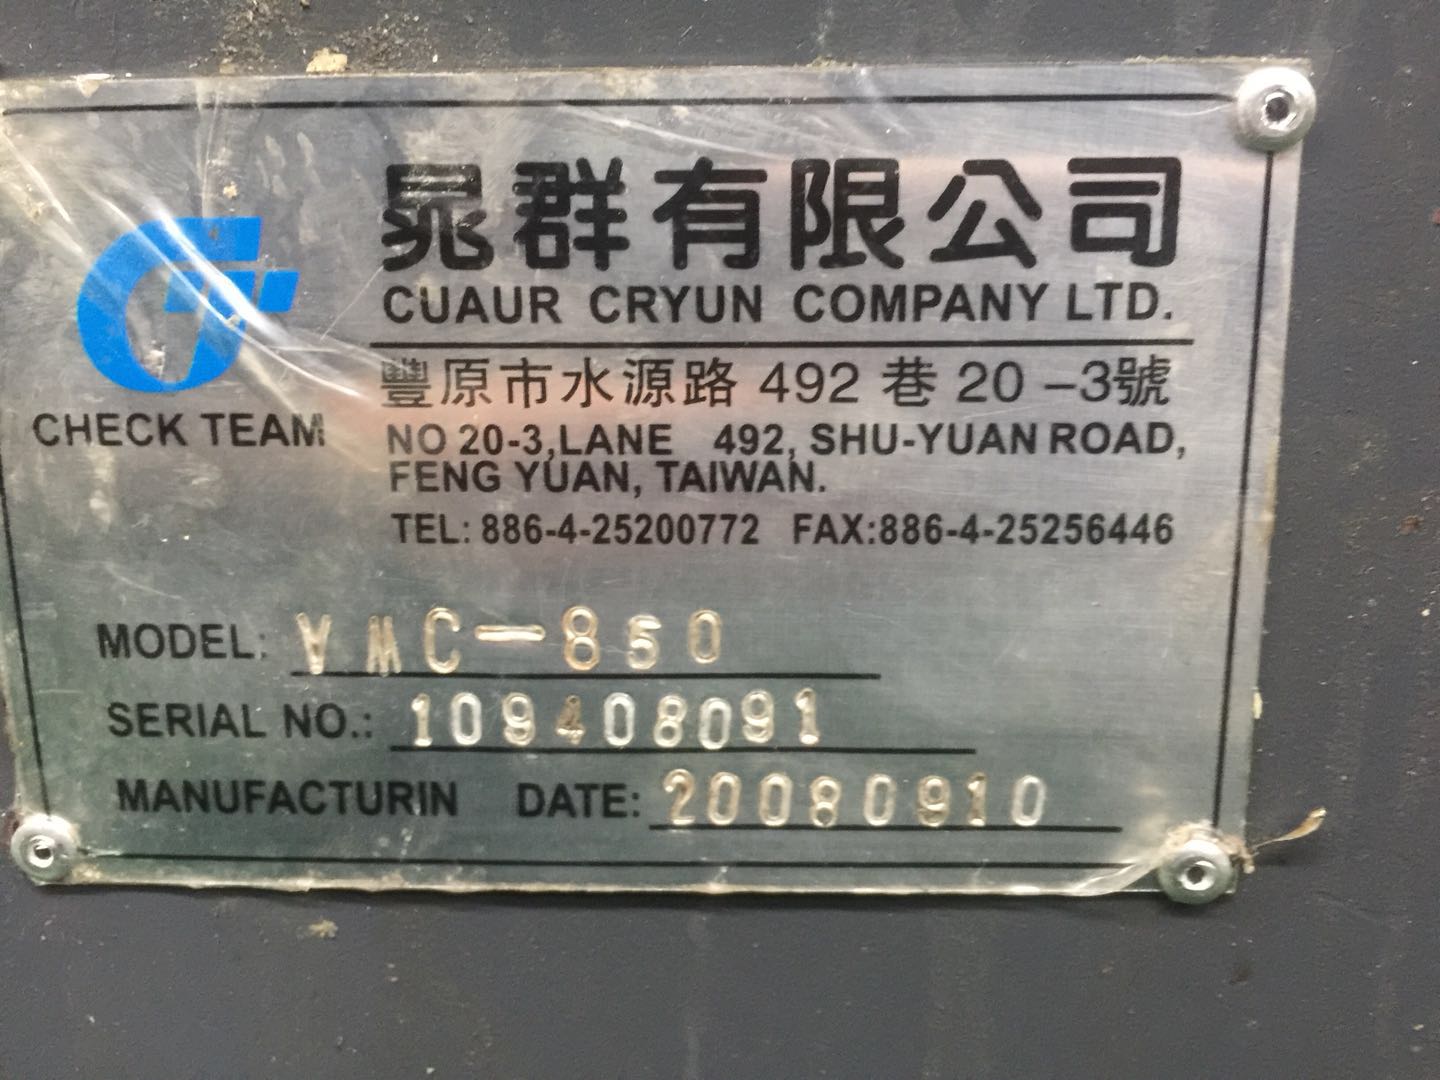 晁群有限公司
CUAUR CRYUN COMPANY LTD.
豐原市水源路 492 巷 20 –3號
CHECK TEAM
NO 20-3,LANE 492, SHU-YUAN ROAD,
FENG YUAN, TAIWAN.
TEL: 886-4-25200772 FAX:886-4-25256446
MODEL: VMC-850
SERIAL NO.: 109408091
MANUFACTURIN DATE: 20080910